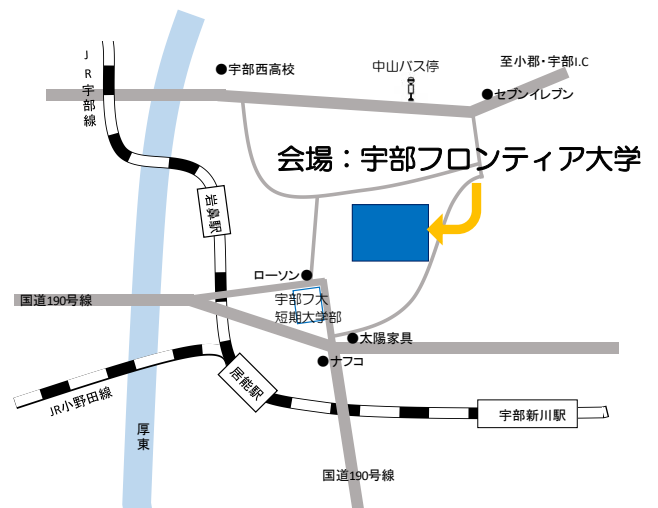 JR宇部線
宇部西高校
中山バス停
至小郡・宇部I.C
セブンイレブン
会場：宇部フロンティア大学
岩鼻駅
ローソン
宇部フ大
短期大学部
国道190号線
太陽家具
ナフコ
居能駅
JR小野田線
宇部新川駅
厚東
国道190号線